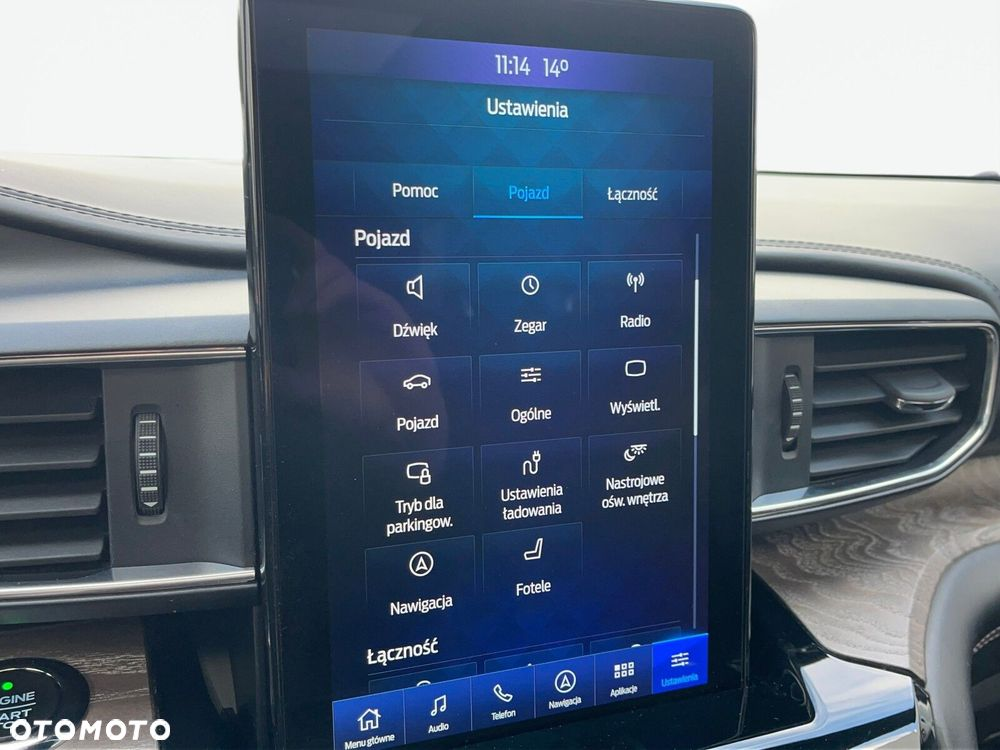 11:14 14°
Ustawienia
Pomoc Pojazd Łączność
Pojazd
Dźwięk Zegar Radio
Pojazd Ogólne Wyświetl.
Tryb dla
parkingow.
Ustawienia
ładowania
Nastrojowe
ośw. wnętrza
Nawigacja Fotele
Łączność
Menu główne Audio Telefon Nawigacja Aplikacje Ustawienia
OTOMOTO